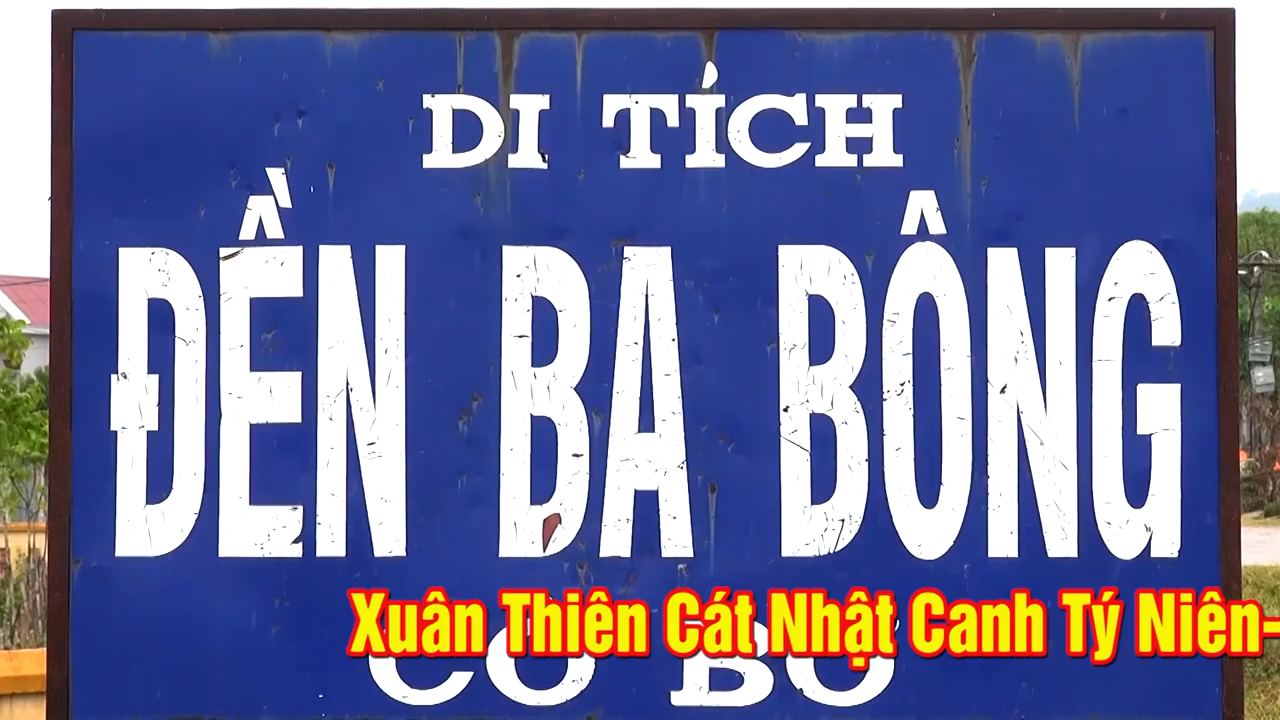 DI TÍCH
ĐỀN BA BÔNG
Xuân Thiên Cát Nhật Canh Tý Niên-